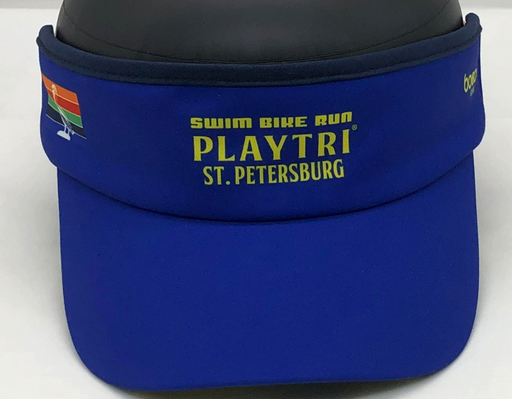 SWIM BIKE RUN
PLAYTRI®
ST. PETERSBURG